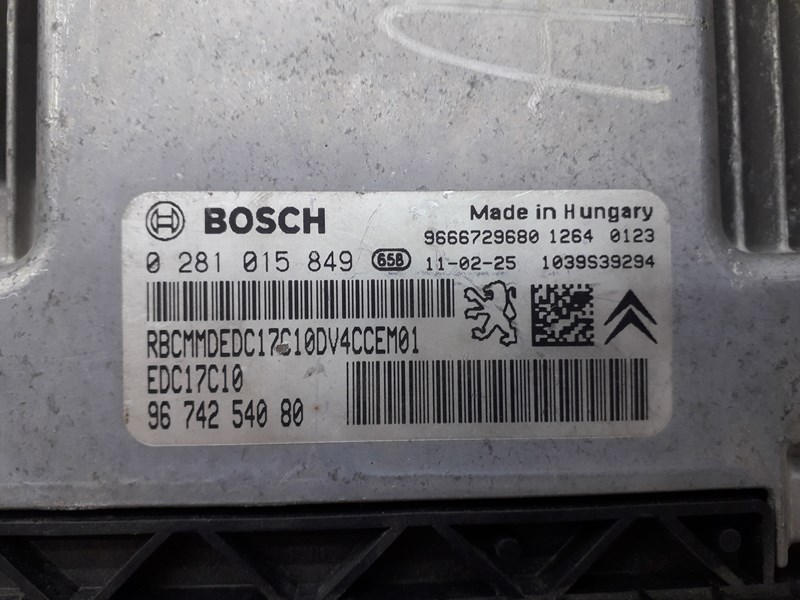 BOSCH
Made in Hungary
9666729680 1264 0123
0 281 015 849 658 11-02-25 1039S39294
RBCMMDEDC17C10DV4CCEM01
EDC17C10
96 742 540 80